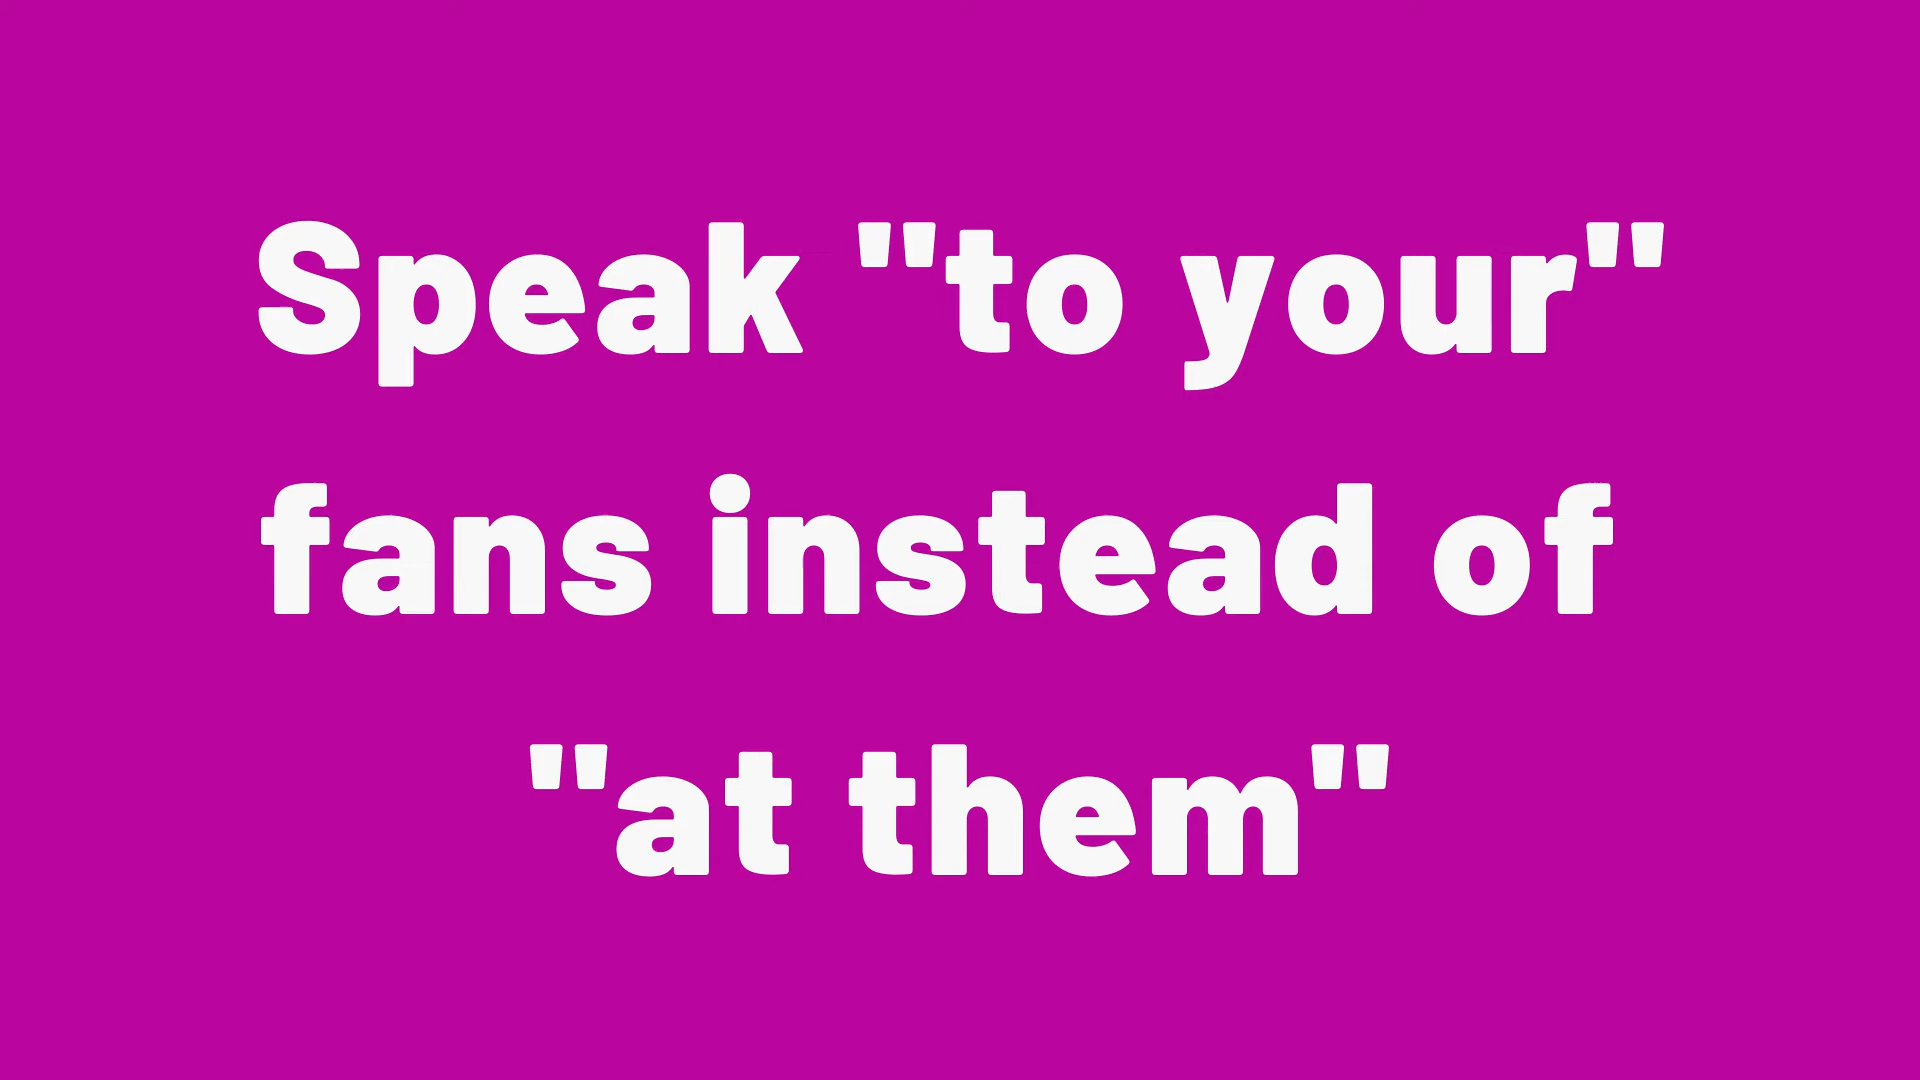 Speak "to your"
fans instead of
"at them"